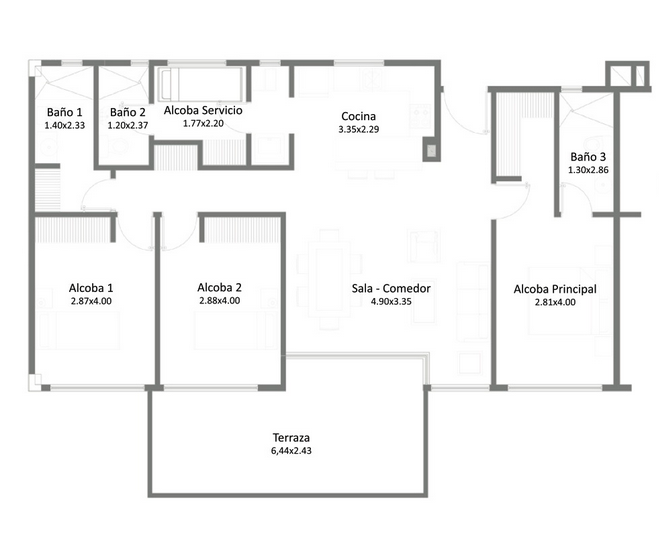 Baño 1
1.40x2.33
Baño 2
1.20x2.37
Alcoba Servicio
1.77x2.20
Cocina
3.35x2.29
Baño 3
1.30x2.86
Alcoba 1
2.87x4.00
Alcoba 2
2.88x4.00
Sala - Comedor
4.90x3.35
Alcoba Principal
2.81x4.00
Terraza
6,44x2.43